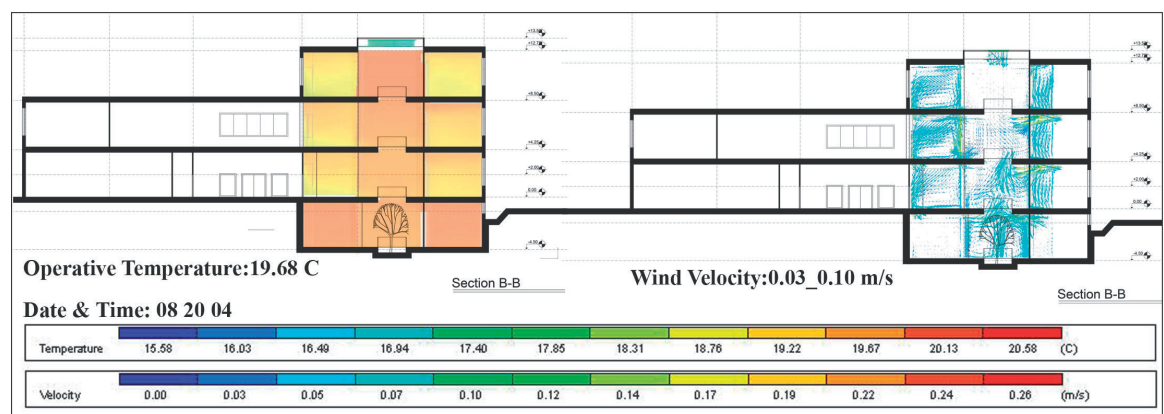 Operative Temperature:19.68 C
Section B-B
Wind Velocity:0.03_0.10 m/s
Section B-B
Date & Time: 08 20 04
Temperature 15.58 16.03 16.49 16.94 17.40 17.85 18.31 18.76 19.22 19.67 20.13 20.58 (C)
Velocity 0.00 0.03 0.05 0.07 0.10 0.12 0.14 0.17 0.19 0.22 0.24 0.26 (m/s)